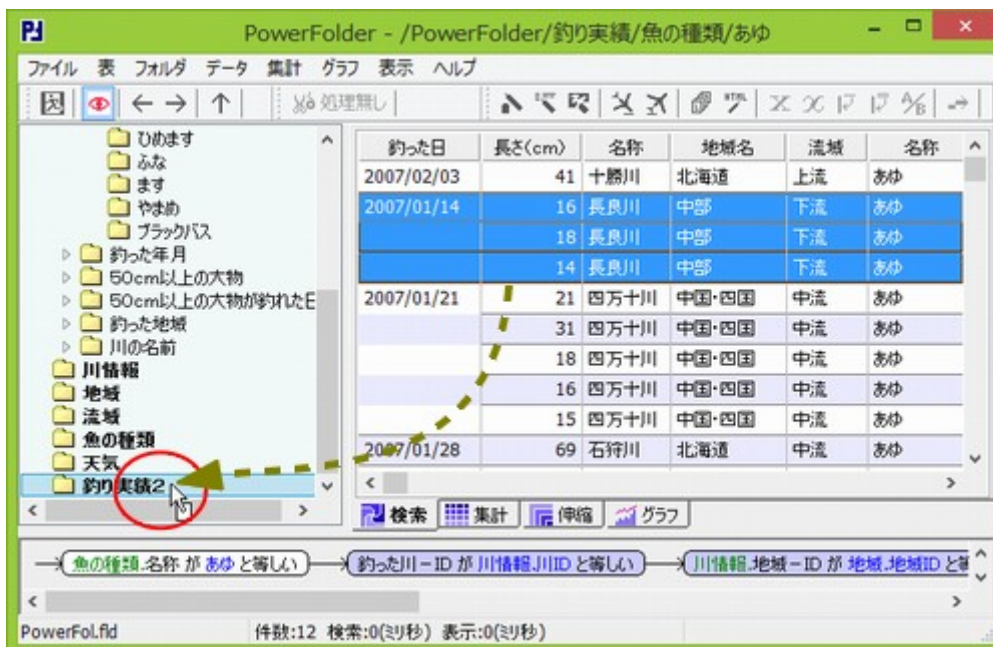 PowerFolder - /PowerFolder/釣り実績/魚の種類/あゆ
ファイル 表 フォルダ データ 集計 グラフ 表示 ヘルプ
処理無し
ひめます
ふな
ます
やまめ
ブラックバス
釣った年月
50cm以上の大物
50cm以上の大物が釣れたE
釣った地域
川の名前
川情報
地域
流域
魚の種類
天気
釣り実績2
釣った日 長さ(cm) 名称 地域名 流域 名称
2007/02/03 41 十勝川 北海道 上流 あゆ
2007/01/14 16 長良川 中部 下流 あゆ
18 長良川 中部 下流 あゆ
14 長良川 中部 下流 あゆ
2007/01/21 21 四万十川 中国・四国 中流 あゆ
31 四万十川 中国・四国 中流 あゆ
18 四万十川 中国・四国 中流 あゆ
16 四万十川 中国・四国 中流 あゆ
15 四万十川 中国・四国 中流 あゆ
2007/01/28 69 石狩川 北海道 中流 あゆ
検索 集計 伸縮 グラフ
魚の種類.名称 が あゆ と等しい 釣った川-ID が 川情報.川ID と等しい 川情報.地域-ID が 地域.地域ID と等
PowerFol.fld 件数:12 検索:0(ミリ秒) 表示:0(ミリ秒)